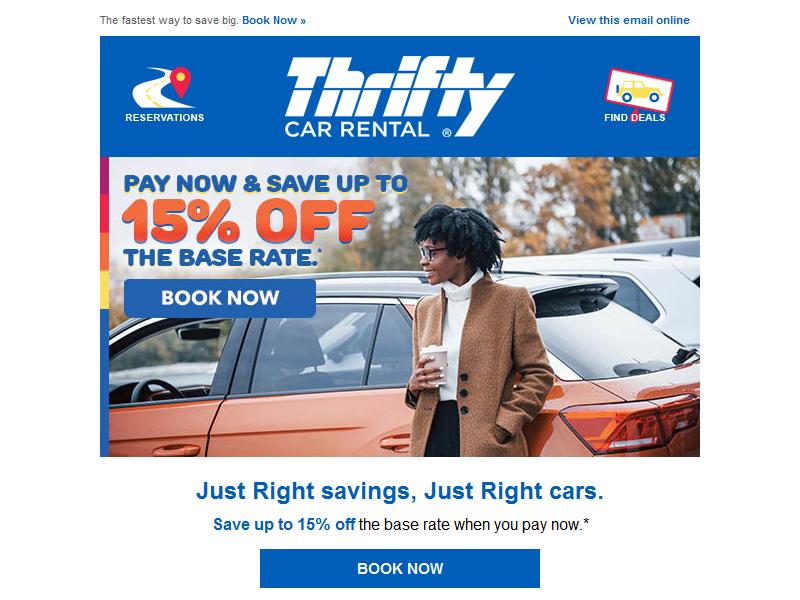 The fastest way to save big. Book Now »
View this email online
RESERVATIONS
Thrifty
CAR RENTAL ®
FIND DEALS
PAY NOW & SAVE UP TO
15% OFF
THE BASE RATE.*
BOOK NOW
Just Right savings, Just Right cars.
Save up to 15% off the base rate when you pay now.*
BOOK NOW